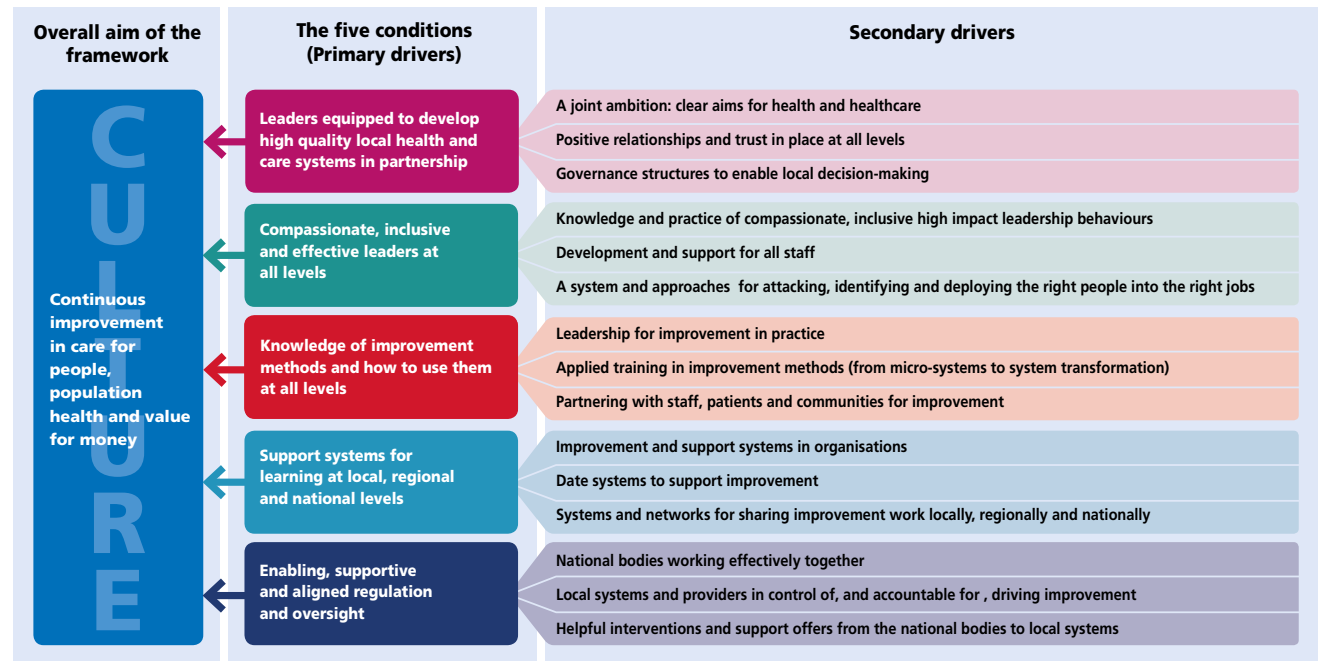 Overall aim of the
framework
The five conditions
(Primary drivers)
Secondary drivers
CULTURE
Continuous
improvement
in care for
people,
population
health and value
for money
Leaders equipped to develop
high quality local health and
care systems in partnership
A joint ambition: clear aims for health and healthcare
Positive relationships and trust in place at all levels
Governance structures to enable local decision-making
Compassionate, inclusive
and effective leaders at
all levels
Knowledge and practice of compassionate, inclusive high impact leadership behaviours
Development and support for all staff
A system and approaches  for attacking, identifying and deploying the right people into the right jobs
Knowledge of improvement
methods and how to use them
at all levels
Leadership for improvement in practice
Applied training in improvement methods (from micro-systems to system transformation)
Partnering with staff, patients and communities for improvement
Support systems for
learning at local, regional
and national levels
Improvement and support systems in organisations
Date systems to support improvement
Systems and networks for sharing improvement work locally, regionally and nationally
Enabling, supportive
and aligned regulation
and oversight
National bodies working effectively together
Local systems and providers in control of, and accountable for , driving improvement
Helpful interventions and support offers from the national bodies to local systems